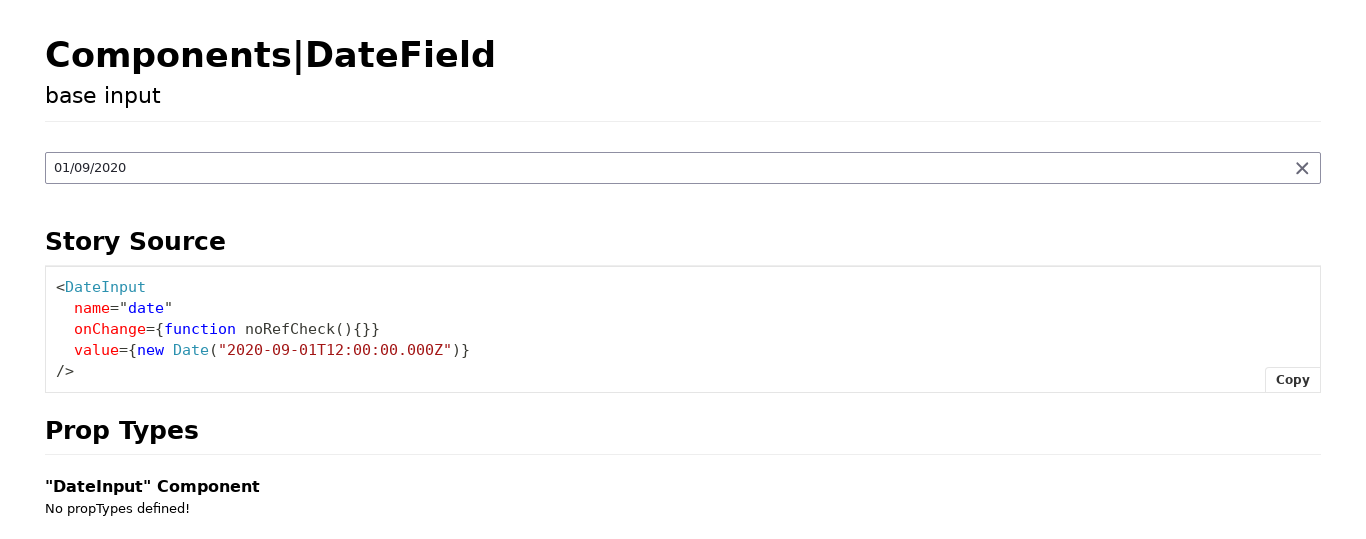 Components|DateField
base input
01/09/2020
Story Source
<DateInput
  name="date"
  onChange={function noRefCheck(){}}
  value={new Date("2020-09-01T12:00:00.000Z")}
/>
Copy
Prop Types
"DateInput" Component
No propTypes defined!